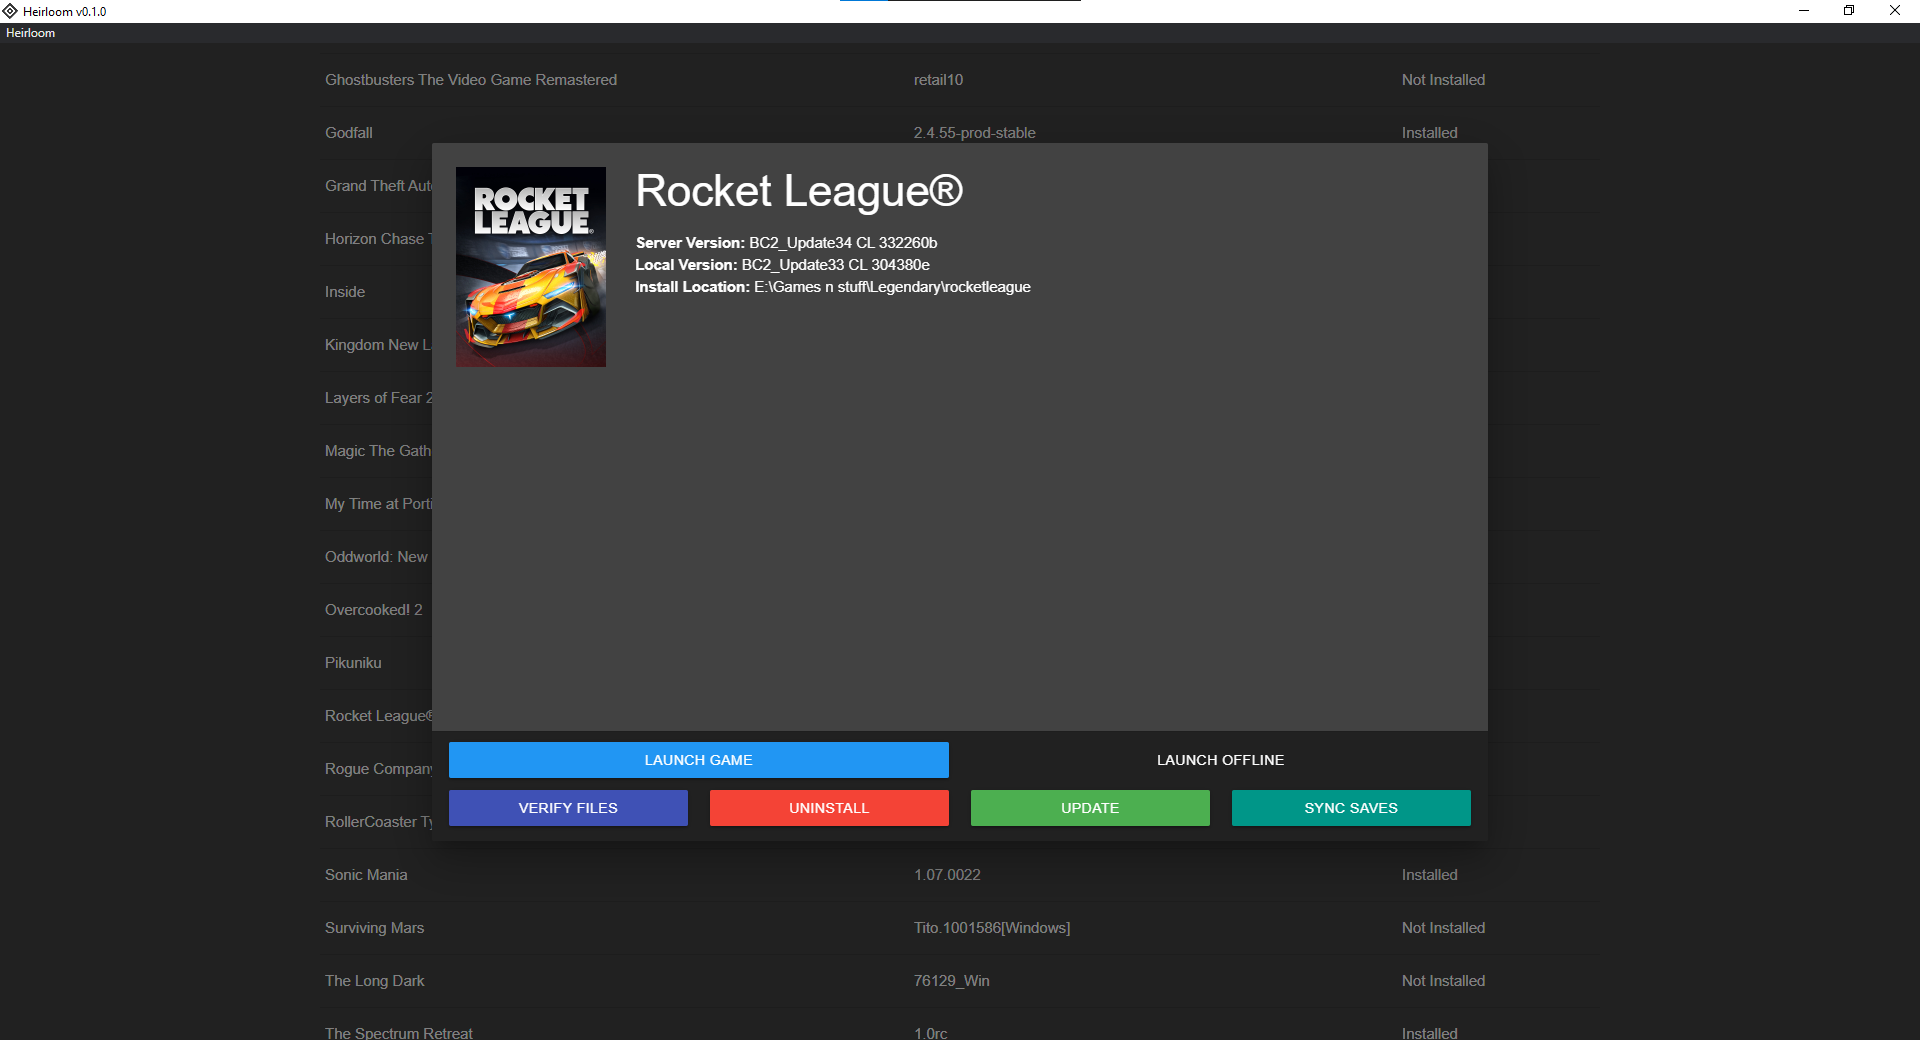 Heirloom v0.1.0
Heirloom
Ghostbusters The Video Game Remastered retail10 Not Installed
Godfall 2.4.55-prod-stable Installed
Grand Theft Aut
Horizon Chase
Inside
Kingdom New L
Layers of Fear 2
Magic The Gath
My Time at Porti
Oddworld: New
Overcooked! 2
Pikuniku
Rocket League®
Rogue Company
RollerCoaster Ty
ROCKET
LEAGUE®
Rocket League®
Server Version: BC2_Update34 CL 332260b
Local Version: BC2_Update33 CL 304380e
Install Location: E:\Games n stuff\Legendary\rocketleague
LAUNCH GAME LAUNCH OFFLINE
VERIFY FILES UNINSTALL UPDATE SYNC SAVES
Sonic Mania 1.07.0022 Installed
Surviving Mars Tito.1001586[Windows] Not Installed
The Long Dark 76129_Win Not Installed
The Spectrum Retreat 1.0rc Installed